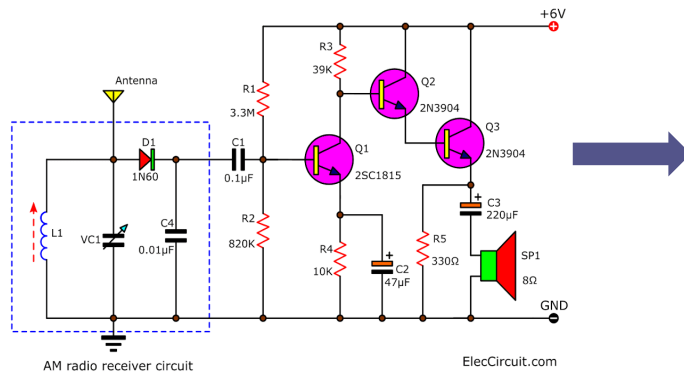 +6V
Antenna
R3
39K
Q2
2N3904
R1
3.3M
D1
1N60
C1
0.1µF
Q1
2SC1815
Q3
2N3904
L1
VC1
C4
0.01µF
R2
820K
R4
10K
C2
47µF
R5
330Ω
C3
220µF
SP1
8Ω
GND
AM radio receiver circuit
ElecCircuit.com